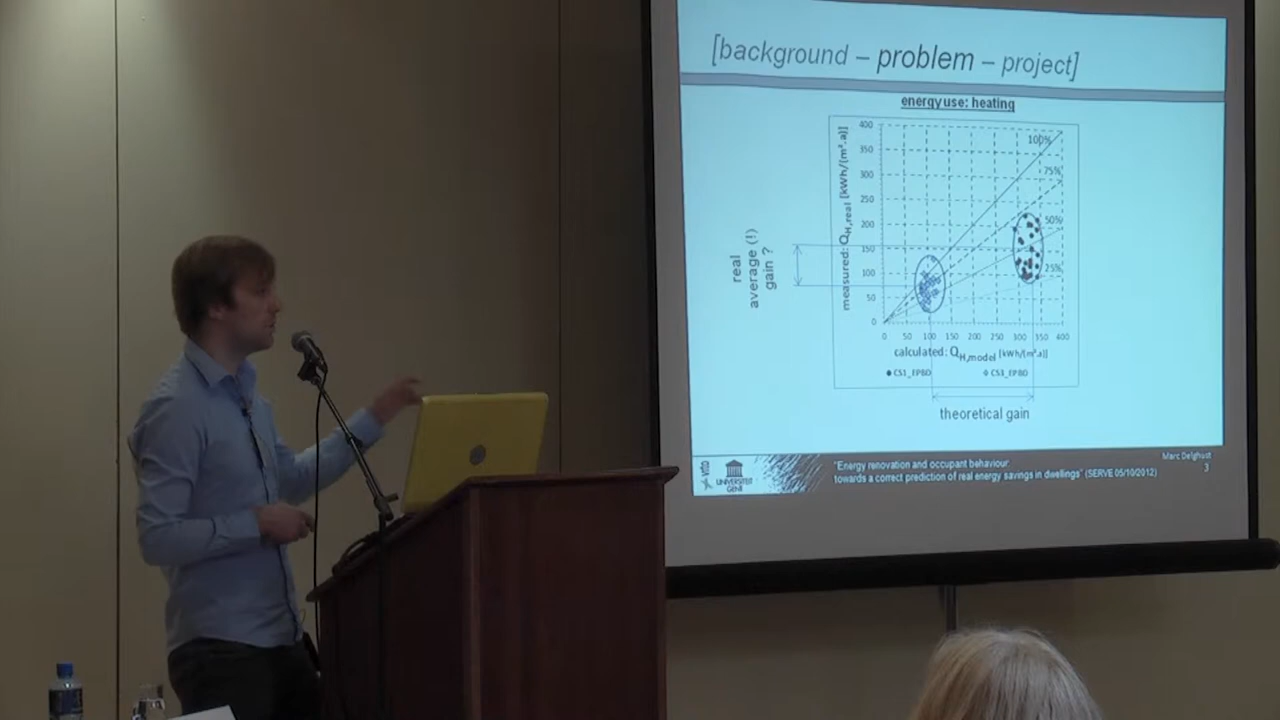 [background – problem – project]
energy use: heating
measured: QH,real [kWh/(m².a)]
400
350
300
250
200
150
100
50
0
100%
75%
50%
25%
0 50 100 150 200 250 300 350 400
calculated: QH,model [kWh/(m².a)]
CS1_EPBD
CS3_EPBD
real
average (!)
gain ?
theoretical gain
vito
UNIVERSITEIT
GENT
"Energy renovation and occupant behaviour:
towards a correct prediction of real energy savings in dwellings" (SERVE 05/10/2012)
Marc Delghust
3